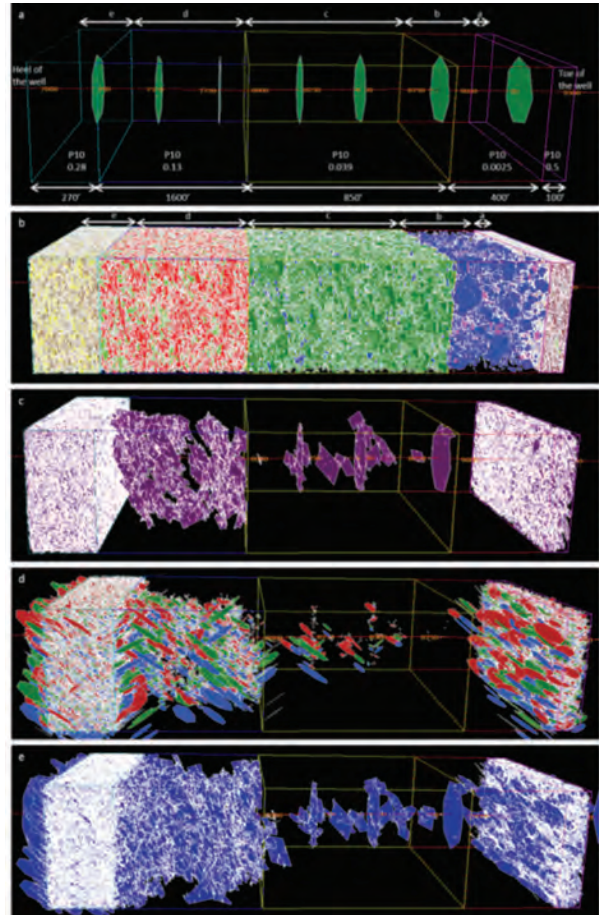 a
e d c b a
Heel of
the well
Toe of
the well
P10 P10 P10 P10 P10
0.28 0.13 0.039 0.0025 0.5
270' 1600' 850' 400' 100'
b
e d c b a
c
d
e